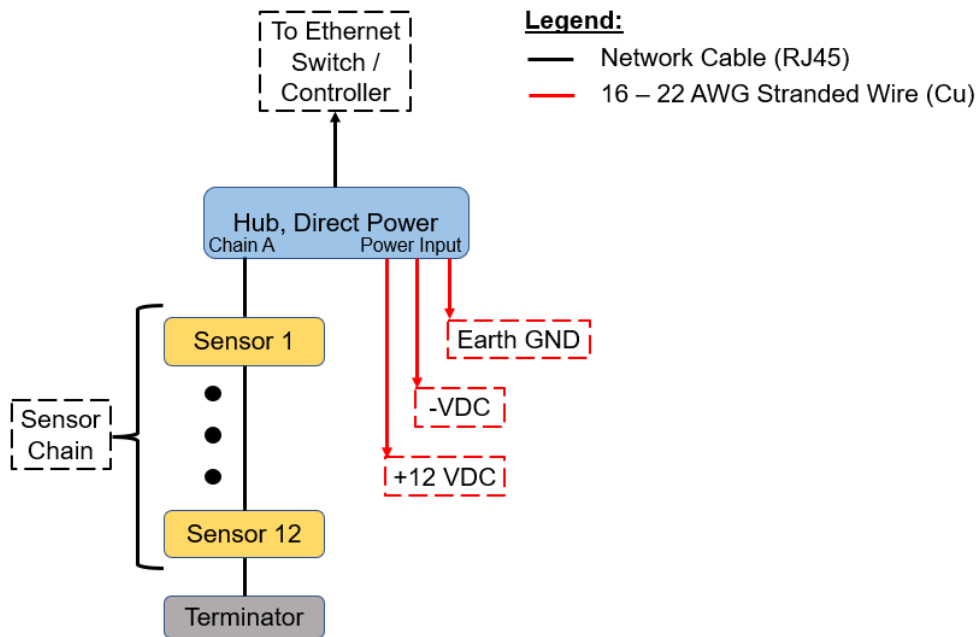 To Ethernet
Switch /
Controller
Legend:
Network Cable (RJ45)
16 – 22 AWG Stranded Wire (Cu)
Hub, Direct Power
Chain A
Power Input
Sensor 1
Earth GND
-VDC
Sensor
Chain
+12 VDC
Sensor 12
Terminator